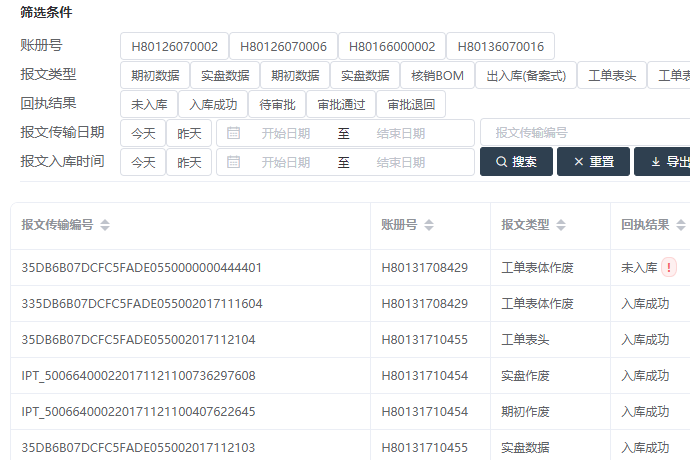 筛选条件
账册号 H80126070002 H80126070006 H80166000002 H80136070016
报文类型 期初数据 实盘数据 期初数据 实盘数据 核销BOM 出入库(备案式) 工单表头 工单表
回执结果 未入库 入库成功 待审批 审批通过 审批退回
报文传输日期 今天 昨天 开始日期 至 结束日期 报文传输编号
报文入库时间 今天 昨天 开始日期 至 结束日期 搜索 重置 导出
报文传输编号 账册号 报文类型 回执结果
35DB6B07DCFC5FADE0550000000444401 H80131708429 工单表体作废 未入库 !
335DB6B07DCFC5FADE055002017111604 H80131708429 工单表体作废 入库成功
35DB6B07DCFC5FADE055002017112104 H80131710455 工单表头 入库成功
IPT_500664000220171121100736297608 H80131710454 实盘作废 入库成功
IPT_500664000220171121100407622645 H80131710454 期初作废 入库成功
35DB6B07DCFC5FADE055002017112103 H80131710455 实盘数据 入库成功